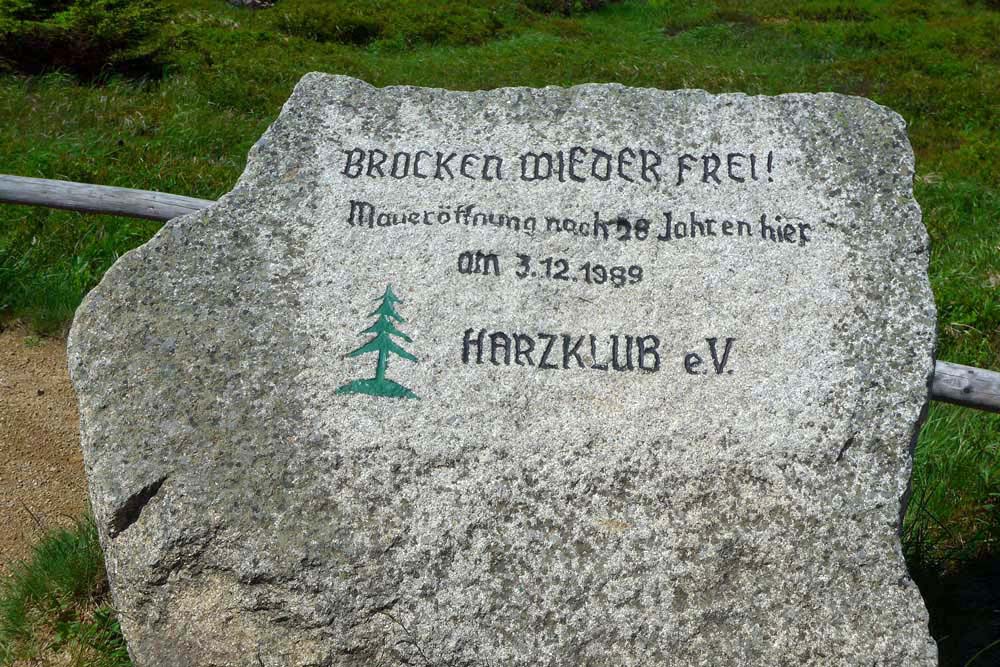 BROCKEN WIEDER FREI!
Maueröffnung nach 28 Jahren hier
am 3.12.1989
HARZKLUB e.V.